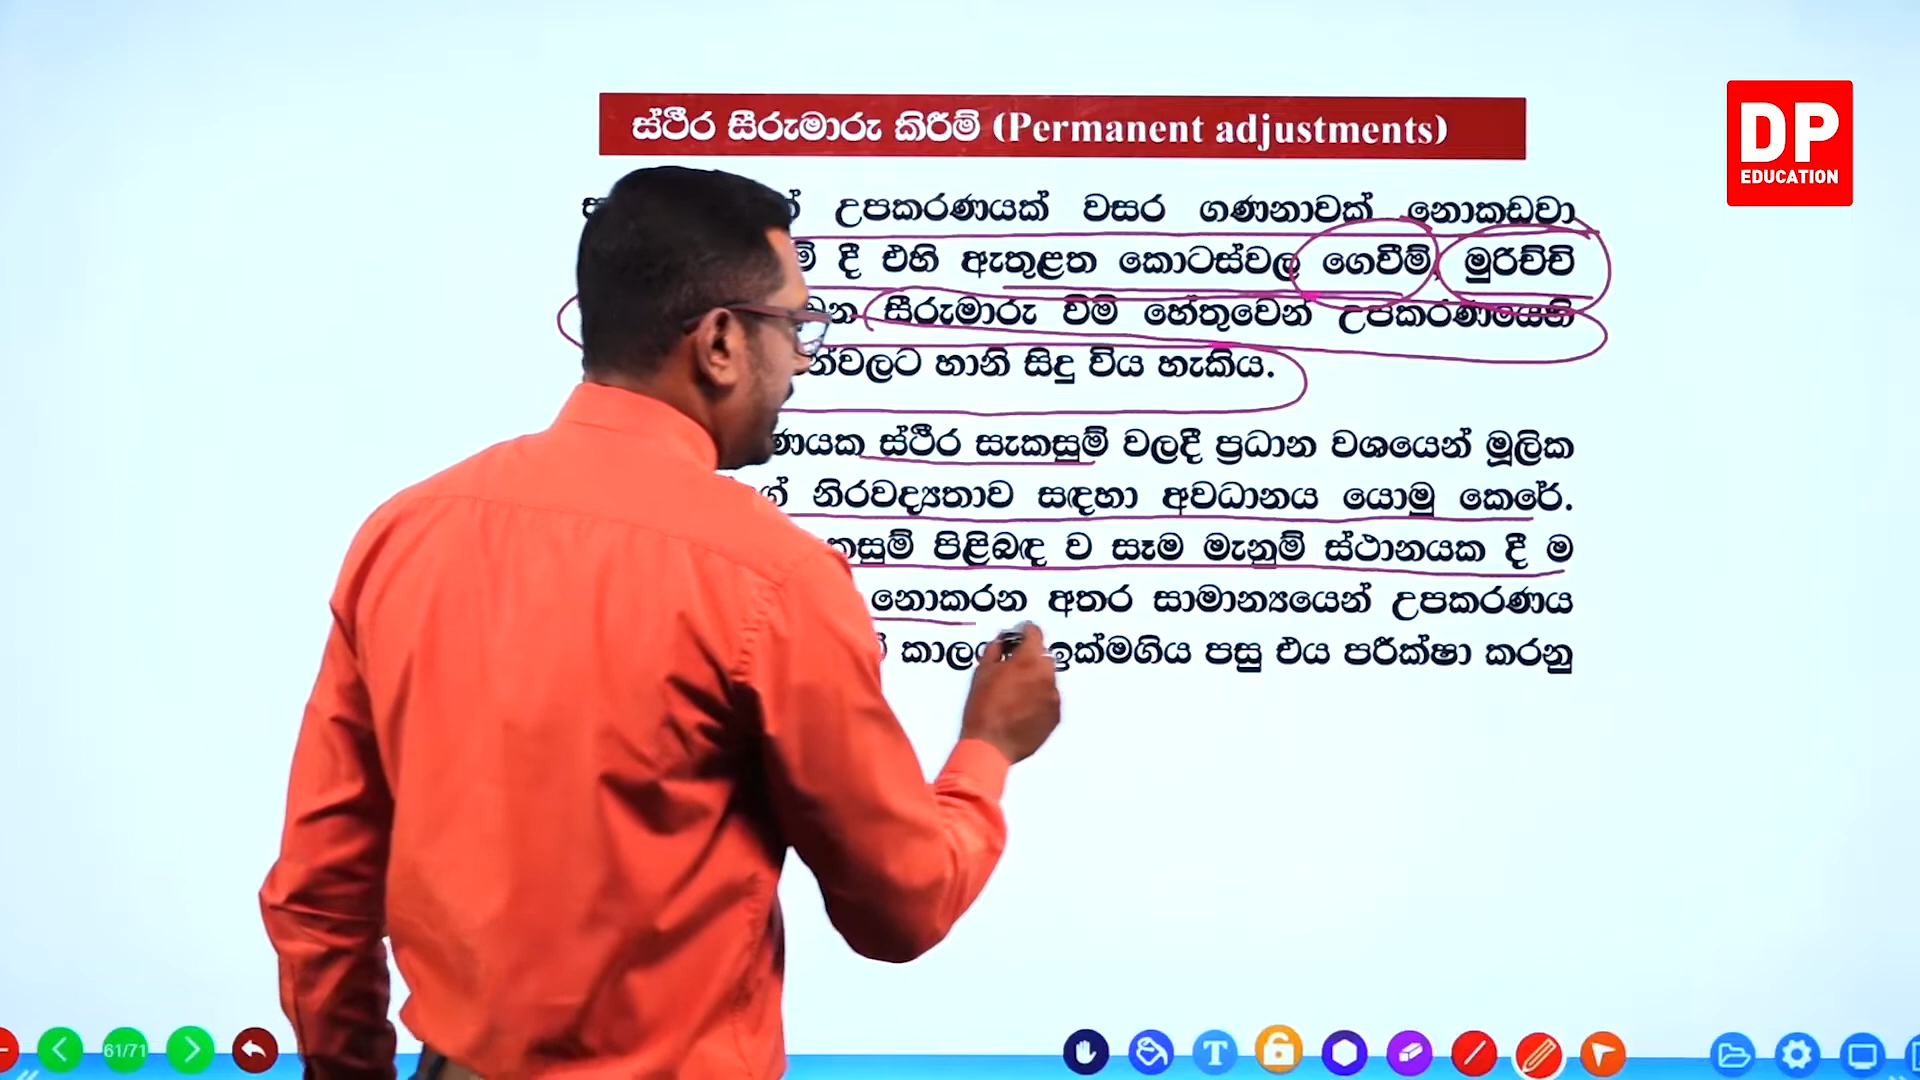 ස්ථීර සීරුමාරු කිරීම් (Permanent adjustments)
DP
EDUCATION
උපකරණයක් වසර ගණනාවක් නොකඩවා
දී එහි ඇතුළත කොටස්වල ගෙවීම්, මුරිච්චි
සීරුමාරු වීම් හේතුවෙන් උපකරණයෙහි
හානි සිදු විය හැකිය.
ස්ථීර සැකසුම් වලදී ප්‍රධාන වශයෙන් මූලික
නිරවද්‍යතාව සඳහා අවධානය යොමු කෙරේ.
පිළිබඳ ව සෑම මැනුම් ස්ථානයක දී ම
නොකරන අතර සාමාන්‍යයෙන් උපකරණය
ඉක්මගිය පසු එය පරීක්ෂා කරනු
61/71
T